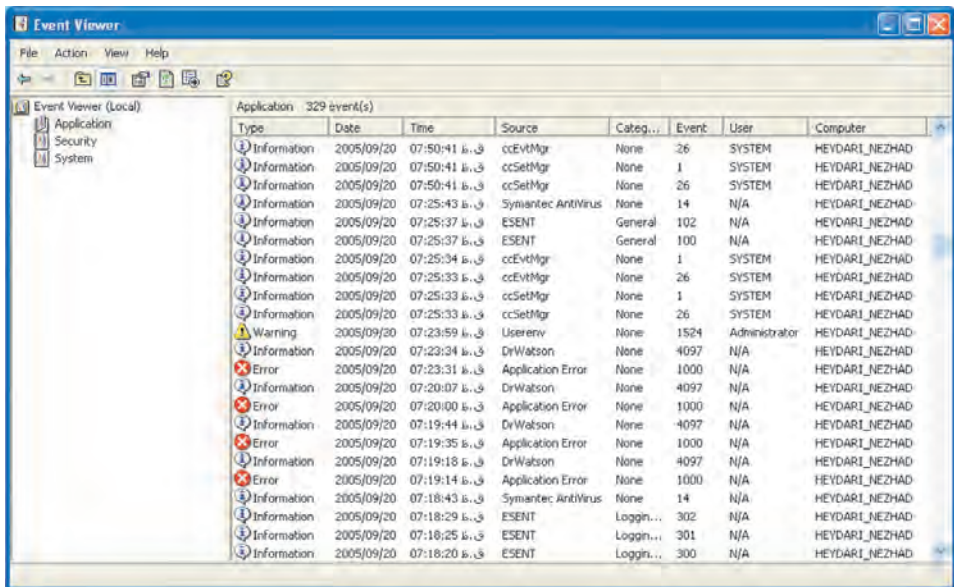 Event Viewer
File Action View Help
Event Viewer (Local)
Application
Security
System
Application 329 event(s)
Type Date Time Source Categ... Event User Computer
Information 2005/09/20 07:50:41 ق.ظ ccEvtMgr None 26 SYSTEM HEYDARI_NEZHAD
Information 2005/09/20 07:50:41 ق.ظ ccSetMgr None 1 SYSTEM HEYDARI_NEZHAD
Information 2005/09/20 07:50:41 ق.ظ ccSetMgr None 26 SYSTEM HEYDARI_NEZHAD
Information 2005/09/20 07:25:43 ق.ظ Symantec AntiVirus None 14 N/A HEYDARI_NEZHAD
Information 2005/09/20 07:25:37 ق.ظ ESENT General 102 N/A HEYDARI_NEZHAD
Information 2005/09/20 07:25:37 ق.ظ ESENT General 100 N/A HEYDARI_NEZHAD
Information 2005/09/20 07:25:34 ق.ظ ccEvtMgr None 1 SYSTEM HEYDARI_NEZHAD
Information 2005/09/20 07:25:33 ق.ظ ccEvtMgr None 26 SYSTEM HEYDARI_NEZHAD
Information 2005/09/20 07:25:33 ق.ظ ccSetMgr None 1 SYSTEM HEYDARI_NEZHAD
Information 2005/09/20 07:25:33 ق.ظ ccSetMgr None 26 SYSTEM HEYDARI_NEZHAD
Warning 2005/09/20 07:23:59 ق.ظ Userenv None 1524 Administrator HEYDARI_NEZHAD
Information 2005/09/20 07:23:34 ق.ظ DrWatson None 4097 N/A HEYDARI_NEZHAD
Error 2005/09/20 07:23:31 ق.ظ Application Error None 1000 N/A HEYDARI_NEZHAD
Information 2005/09/20 07:20:07 ق.ظ DrWatson None 4097 N/A HEYDARI_NEZHAD
Error 2005/09/20 07:20:00 ق.ظ Application Error None 1000 N/A HEYDARI_NEZHAD
Information 2005/09/20 07:19:44 ق.ظ DrWatson None 4097 N/A HEYDARI_NEZHAD
Error 2005/09/20 07:19:35 ق.ظ Application Error None 1000 N/A HEYDARI_NEZHAD
Information 2005/09/20 07:19:18 ق.ظ DrWatson None 4097 N/A HEYDARI_NEZHAD
Error 2005/09/20 07:19:14 ق.ظ Application Error None 1000 N/A HEYDARI_NEZHAD
Information 2005/09/20 07:18:43 ق.ظ Symantec AntiVirus None 14 N/A HEYDARI_NEZHAD
Information 2005/09/20 07:18:29 ق.ظ ESENT Loggin... 302 N/A HEYDARI_NEZHAD
Information 2005/09/20 07:18:25 ق.ظ ESENT Loggin... 301 N/A HEYDARI_NEZHAD
Information 2005/09/20 07:18:20 ق.ظ ESENT Loggin... 300 N/A HEYDARI_NEZHAD